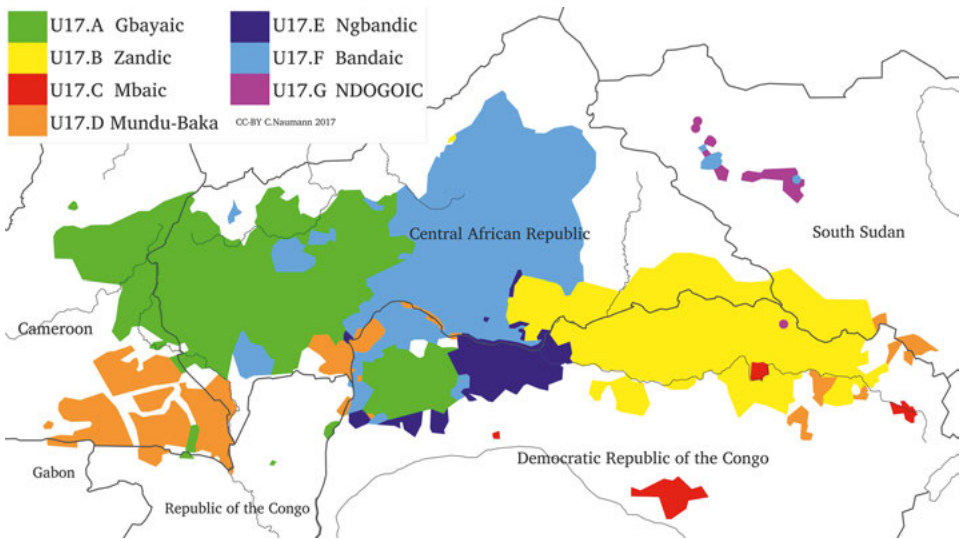 U17.A Gbayaic
U17.B Zandic
U17.C Mbaic
U17.D Mundu-Baka
U17.E Ngbandic
U17.F Bandaic
U17.G NDOGOIC
CC-BY C.Naumann 2017
Central African Republic
South Sudan
Cameroon
Democratic Republic of the Congo
Gabon
Republic of the Congo